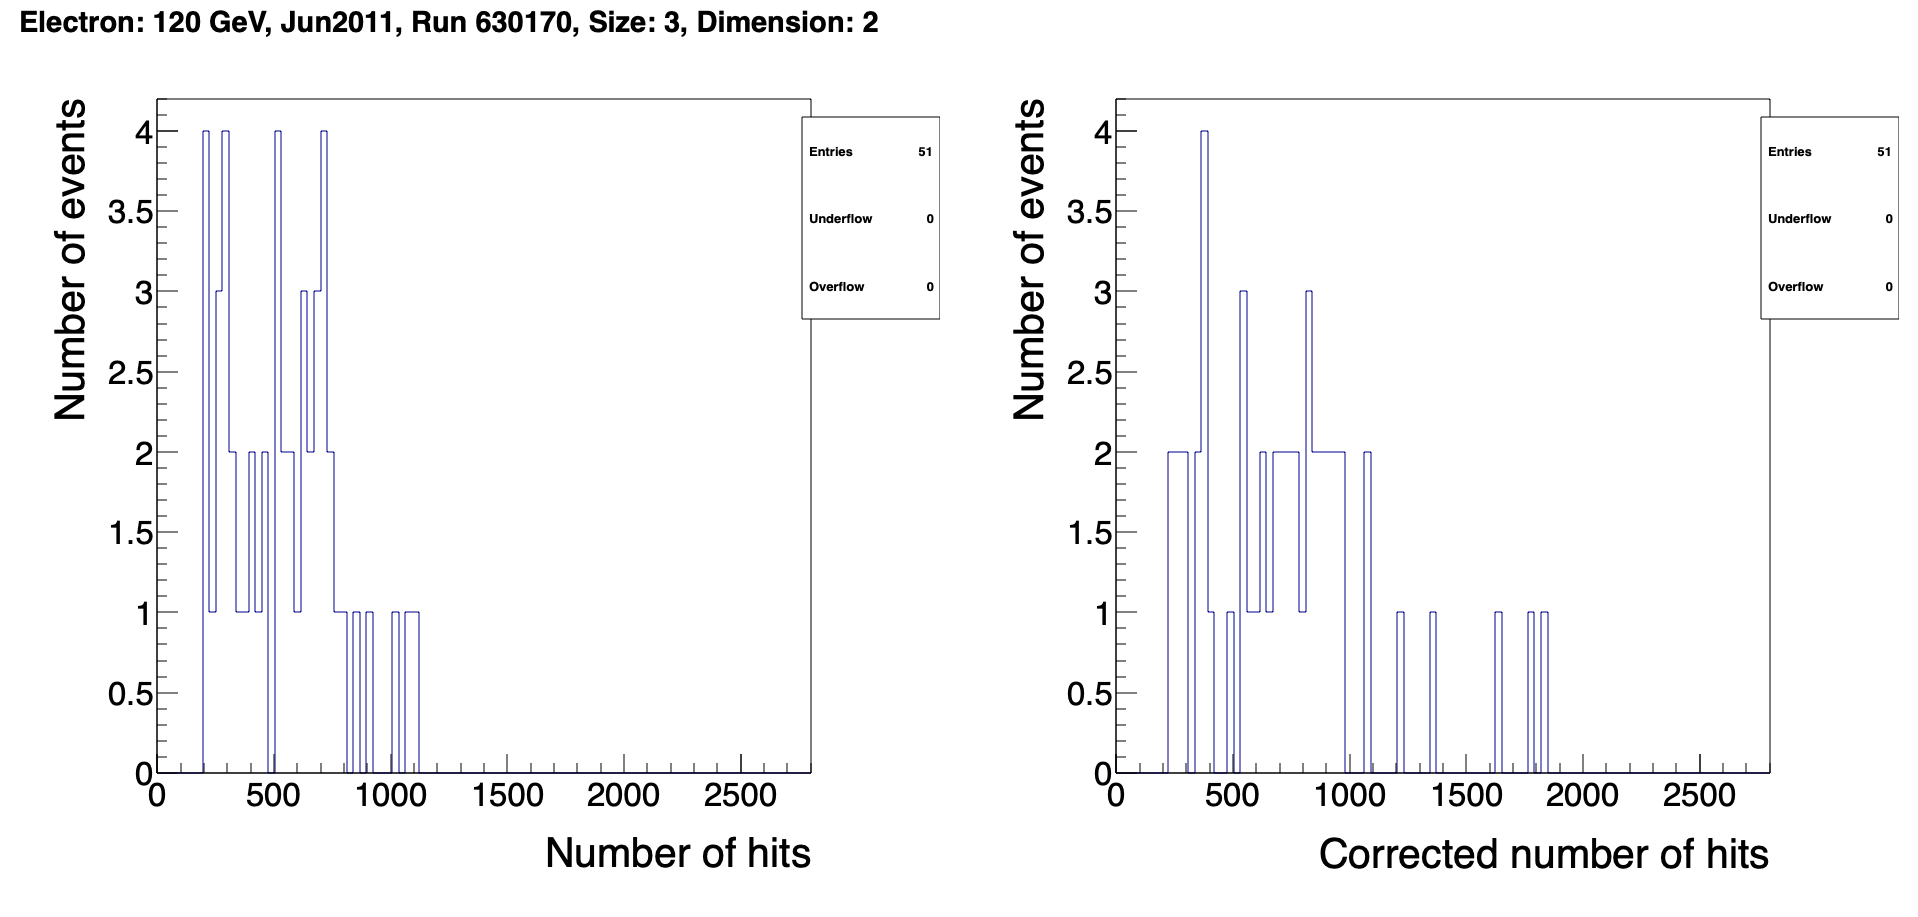 Electron: 120 GeV, Jun2011, Run 630170, Size: 3, Dimension: 2
Number of events
4
3.5
3
2.5
2
1.5
1
0.5
0
0 500 1000 1500 2000 2500
Number of hits
Entries 51
Underflow 0
Overflow 0
Number of events
4
3.5
3
2.5
2
1.5
1
0.5
0
0 500 1000 1500 2000 2500
Corrected number of hits
Entries 51
Underflow 0
Overflow 0